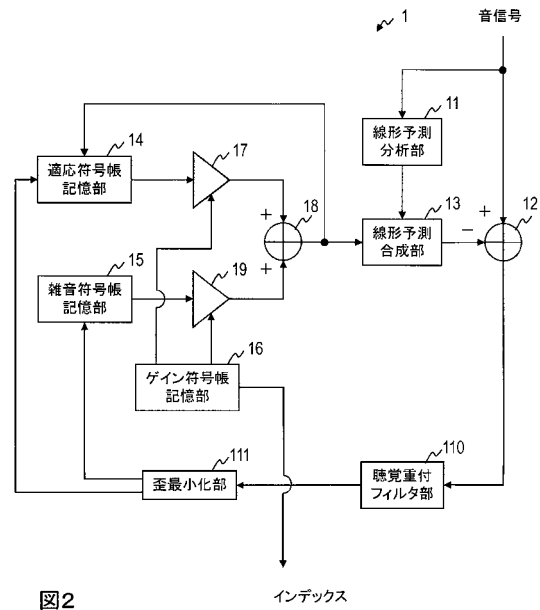 1
音信号
11
線形予測
分析部
14
適応符号帳
記憶部
17
18
13
線形予測
合成部
12
+
+
−
+
15
雑音符号帳
記憶部
19
16
ゲイン符号帳
記憶部
111
歪最小化部
110
聴覚重付
フィルタ部
図2
インデックス